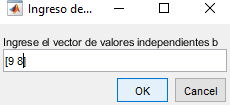 Ingreso de...
Ingrese el vector de valores independientes b
[9 8]
OK Cancel